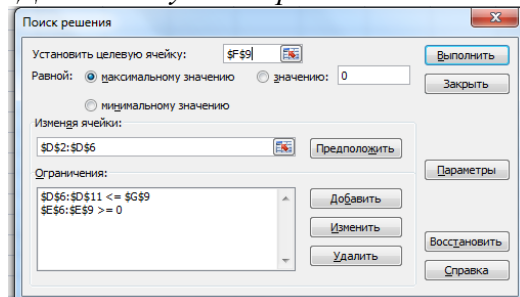 Поиск решения
Установить целевую ячейку: $F$9
Выполнить
Равной: максимальному значению значению: 0
Закрыть
минимальному значению
Изменяя ячейки:
$D$2:$D$6
Предположить
Параметры
Ограничения:
$D$6:$D$11 <= $G$9
$E$6:$E$9 >= 0
Добавить
Изменить
Удалить
Восстановить
Справка